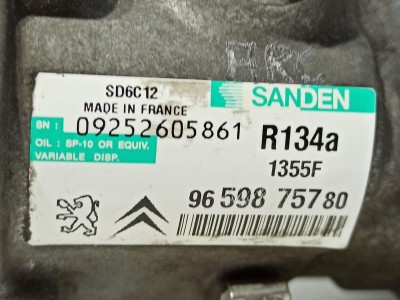 SD6C12
MADE IN FRANCE
SANDEN
SN: 09252605861
R134a
OIL: SP-10 OR EQUIV.
VARIABLE DISP.
1355F
96 598 757 80